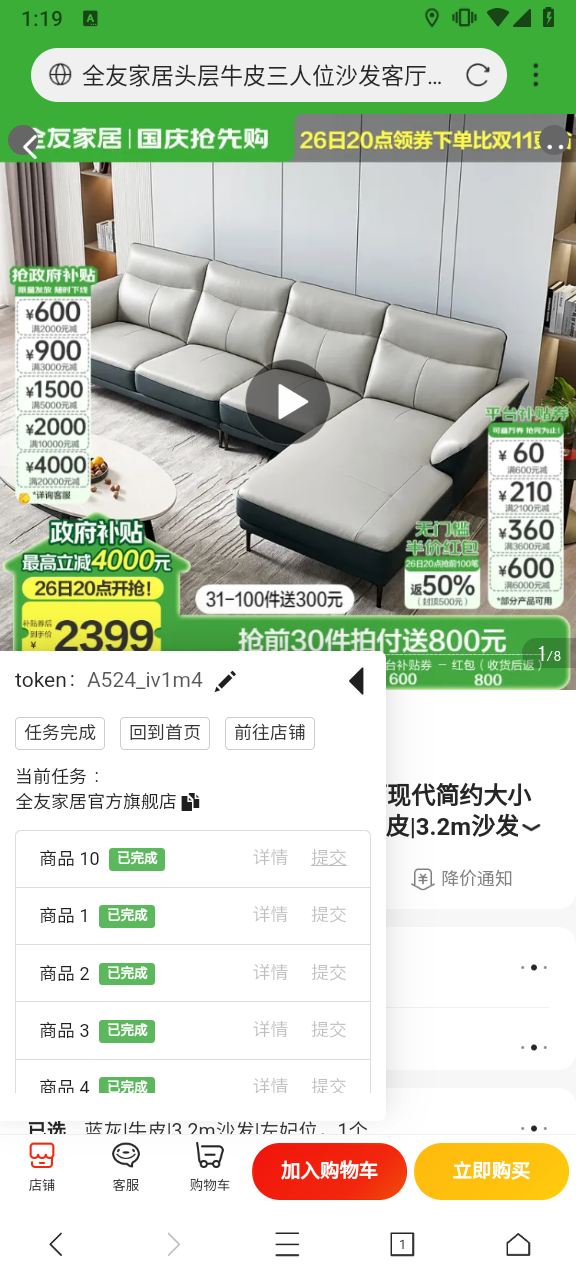 1:19
A
全友家居头层牛皮三人位沙发客厅...
全友家居 | 国庆抢先购
26日20点领券下单比双11
抢政府补贴
限量发放 随时下线
¥600
满2000元减
¥900
满3000元减
¥1500
满5000元减
¥2000
满10000元减
¥4000
满20000元减
*详询客服
平台补贴券
可叠万券 抢完为止!
¥60
满600元减
¥210
满2100元减
¥360
满3600元减
¥600
满6000元减
*部分产品可用
无门槛
半价红包
26日20点抢前100笔
返50%
(封顶500元)
政府补贴
最高立减4000元
26日20点开抢!
31-100件送300元
补贴券后
到手价
¥2399
抢前30件拍付送800元
台补贴券 - 红包(收货后返)
600 800
1/8
token: A524_iv1m4
任务完成
回到首页
前往店铺
当前任务:
全友家居官方旗舰店
现代简约大小
皮|3.2m沙发
降价通知
商品 10 已完成 详情 提交
商品 1 已完成 详情 提交
商品 2 已完成 详情 提交
商品 3 已完成 详情 提交
商品 4 已完成 详情 提交
已选 蓝灰|牛皮|3.2m沙发|左妃位, 1个
店铺
客服
购物车
加入购物车
立即购买
1